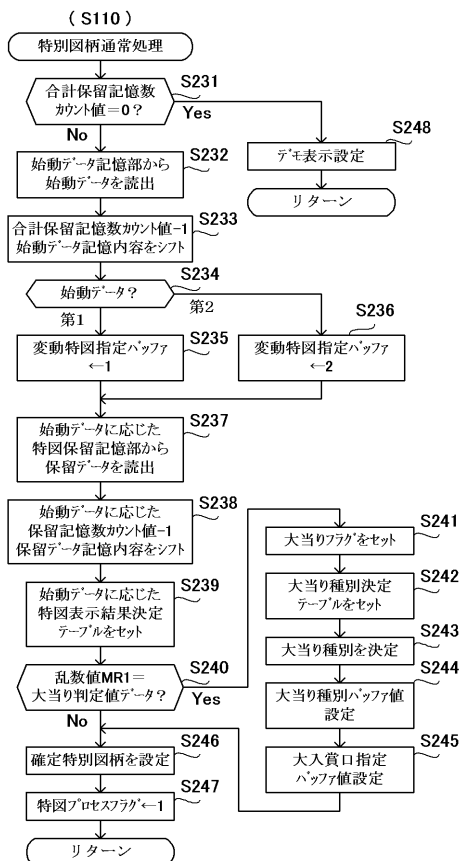 (S110)
特別図柄通常処理
S231
合計保留記憶数
カウント値=0?
Yes
No
S248
デモ表示設定
リターン
S232
始動データ記憶部から
始動データを読出
S233
合計保留記憶数カウント値-1
始動データ記憶内容をシフト
S234
始動データ?
第1
第2
S235
変動特図指定バッファ
←1
S236
変動特図指定バッファ
←2
S237
始動データに応じた
特図保留記憶部から
保留データを読出
S238
始動データに応じた
保留記憶数カウント値-1
保留データ記憶内容をシフト
S239
始動データに応じた
特図表示結果決定
テーブルをセット
S240
乱数値MR1=
大当り判定値データ?
Yes
No
S241
大当りフラグをセット
S242
大当り種別決定
テーブルをセット
S243
大当り種別を決定
S244
大当り種別バッファ値
設定
S245
大入賞口指定
バッファ値設定
S246
確定特別図柄を設定
S247
特図プロセスフラグ←1
リターン